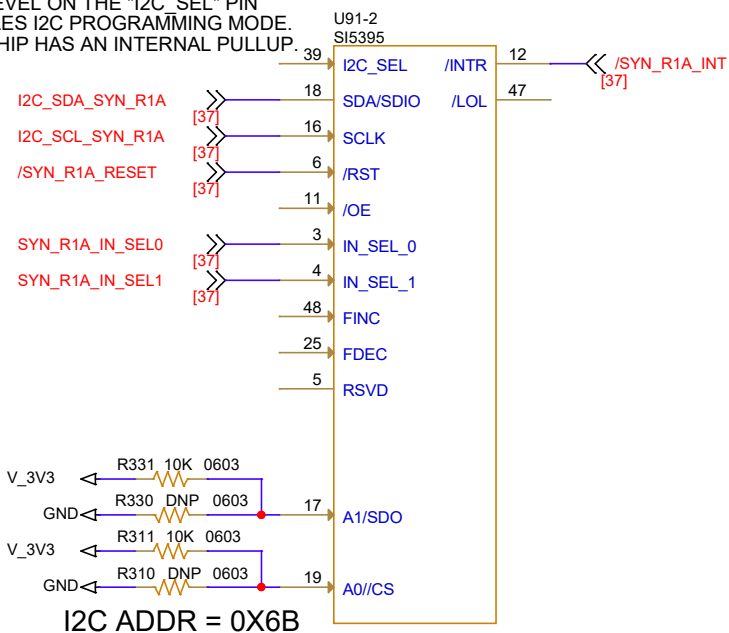 LEVEL ON THE "I2C_SEL" PIN
LES I2C PROGRAMMING MODE.
HIP HAS AN INTERNAL PULLUP.
U91-2
SI5395
39 I2C_SEL /INTR 12 /SYN_R1A_INT
[37]
I2C_SDA_SYN_R1A 18 SDA/SDIO /LOL 47
[37]
I2C_SCL_SYN_R1A 16 SCLK
[37]
/SYN_R1A_RESET 6 /RST
[37]
11 /OE
SYN_R1A_IN_SEL0 3 IN_SEL_0
[37]
SYN_R1A_IN_SEL1 4 IN_SEL_1
[37]
48 FINC
25 FDEC
5 RSVD
V_3V3 R331 10K 0603
GND R330 DNP 0603 17 A1/SDO
V_3V3 R311 10K 0603
GND R310 DNP 0603 19 A0//CS
I2C ADDR = 0X6B